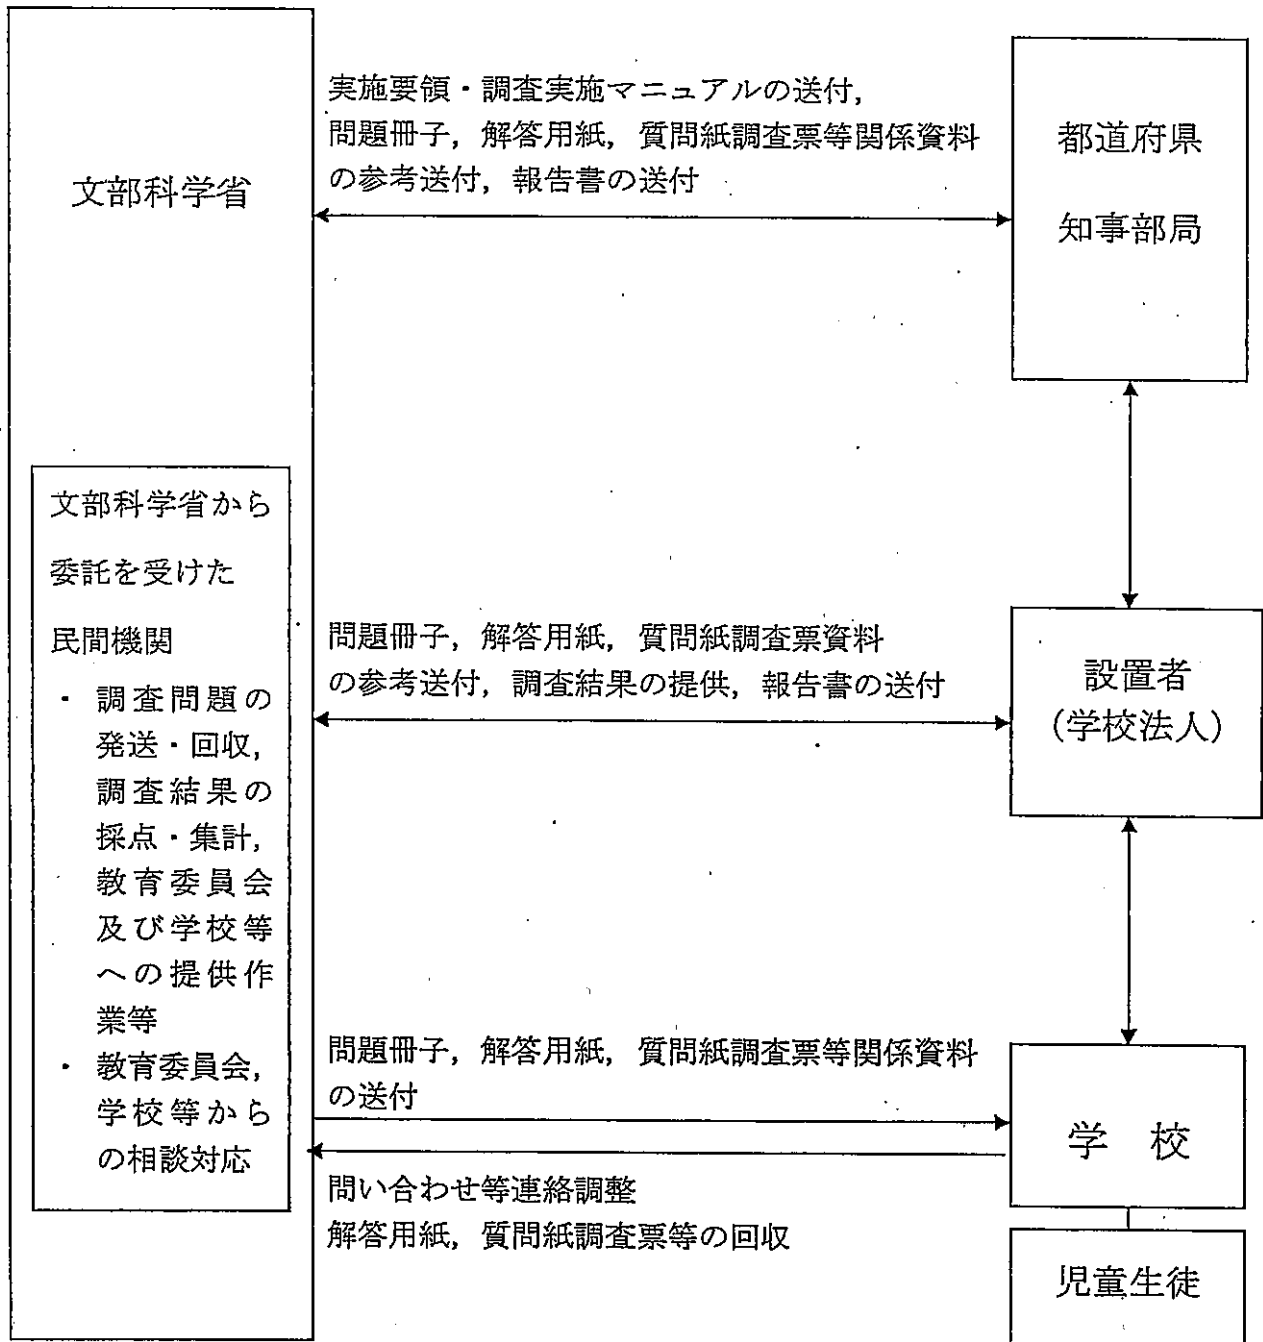 文部科学省
実施要領・調査実施マニュアルの送付,
問題冊子, 解答用紙, 質問紙調査票等関係資料
の参考送付, 報告書の送付
都道府県
知事部局
文部科学省から
委託を受けた
民間機関
・ 調査問題の
発送・回収,
調査結果の
採点・集計,
教育委員会
及び学校等
への提供作
業等
・ 教育委員会,
学校等から
の相談対応
問題冊子, 解答用紙, 質問紙調査票資料
の参考送付, 調査結果の提供, 報告書の送付
設置者
(学校法人)
問題冊子, 解答用紙, 質問紙調査票等関係資料
の送付
学 校
問い合わせ等連絡調整
解答用紙, 質問紙調査票等の回収
児童生徒